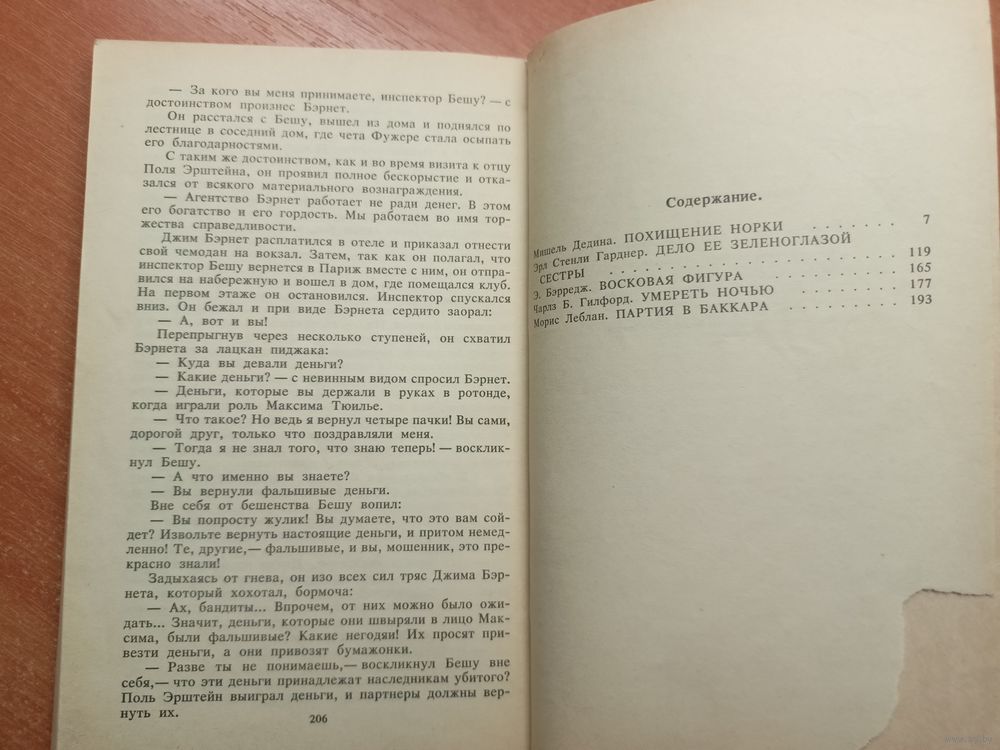 — За кого вы меня принимаете, инспектор Бешу? — с
достоинством произнес Бэрнет.
Он расстался с Бешу, вышел из дома и поднялся по
лестнице в соседний дом, где чета Фужере стала осыпать
его благодарностями.
С таким же достоинством, как и во время визита к отцу
Поля Эрштейна, он проявил полное бескорыстие и отка-
зался от всякого материального вознаграждения.
— Агентство Бэрнет работает не ради денег. В этом
его богатство и его гордость. Мы работаем во имя тор-
жества справедливости.
Джим Бэрнет расплатился в отеле и приказал отнести
свой чемодан на вокзал. Затем, так как он полагал, что
инспектор Бешу вернется в Париж вместе с ним, он отпра-
вился на набережную и вошел в дом, где помещался клуб.
На первом этаже он остановился. Инспектор спускался
вниз. Он бежал и при виде Бэрнета сердито заорал:
— А, вот и вы!
Перепрыгнув через несколько ступеней, он схватил
Бэрнета за лацкан пиджака:
— Куда вы девали деньги?
— Какие деньги? — с невинным видом спросил Бэрнет.
— Деньги, которые вы держали в руках в ротонде,
когда играли роль Максима Тюилье.
— Что такое? Но ведь я вернул четыре пачки! Вы сами,
дорогой друг, только что поздравляли меня.
— Тогда я не знал того, что знаю теперь! — восклик-
нул Бешу.
— А что именно вы знаете?
— Вы вернули фальшивые деньги.
Вне себя от бешенства Бешу вопил:
— Вы попросту жулик! Вы думаете, что это вам сой-
дет? Извольте вернуть настоящие деньги, и притом немед-
ленно! Те, другие,— фальшивые, и вы, мошенник, это пре-
красно знали!
Задыхаясь от гнева, он изо всех сил тряс Джима Бэр-
нета, который хохотал, бормоча:
— Ах, бандиты... Впрочем, от них можно было ожи-
дать... Значит, деньги, которые они швыряли в лицо Мак-
сима, были фальшивые? Какие негодяи! Их просят при-
везти деньги, а они привозят бумажонки.
— Разве ты не понимаешь,— воскликнул Бешу вне
себя,— что эти деньги принадлежат наследникам убитого?
Поль Эрштейн выиграл деньги, и партнеры должны вер-
нуть их.
206
Содержание.
Мишель Дедина. ПОХИЩЕНИЕ НОРКИ . . . . . . . 7
Эрл Стенли Гарднер. ДЕЛО ЕЕ ЗЕЛЕНОГЛАЗОЙ
СЕСТРЫ . . . . . . . . . . . . . . . . 119
Э. Бэрредж. ВОСКОВАЯ ФИГУРА . . . . . . . . . 165
Чарлз Б. Гилфорд. УМЕРЕТЬ НОЧЬЮ . . . . . . . 177
Морис Леблан. ПАРТИЯ В БАККАРА . . . . . . . 193